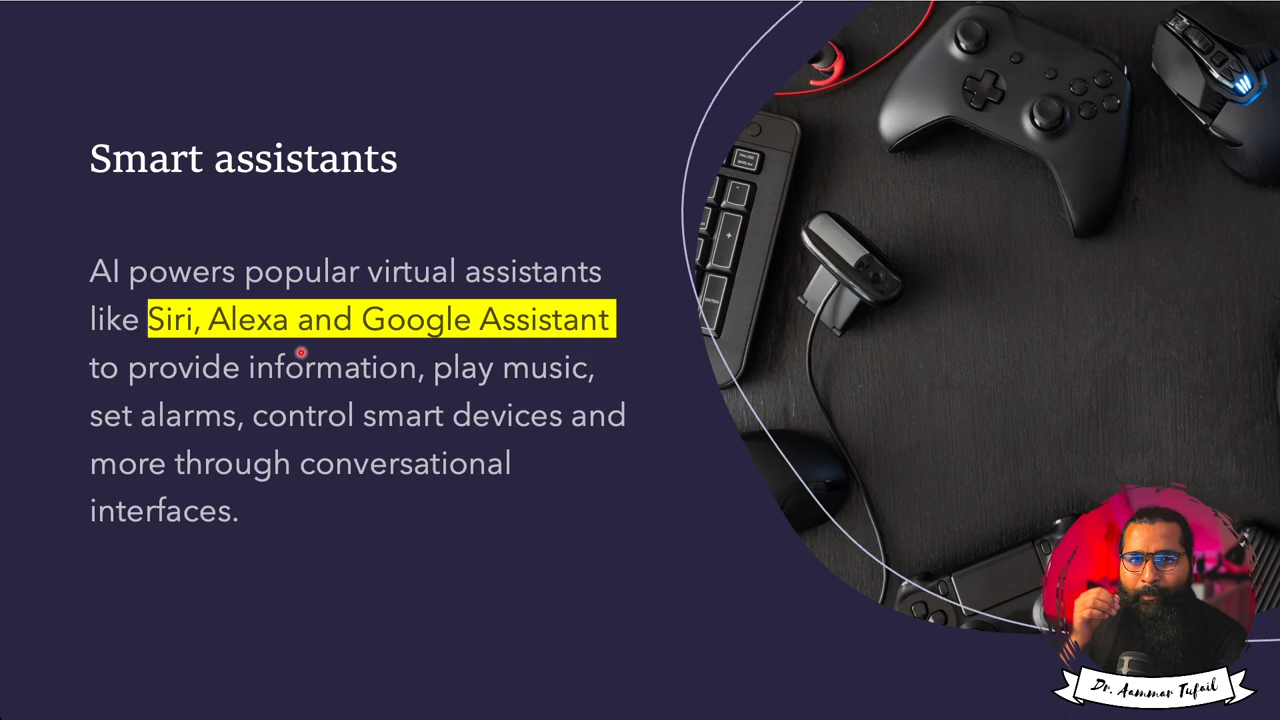 Smart assistants
AI powers popular virtual assistants
like Siri, Alexa and Google Assistant
to provide information, play music,
set alarms, control smart devices and
more through conversational
interfaces.
Dr. Aammar Tufail